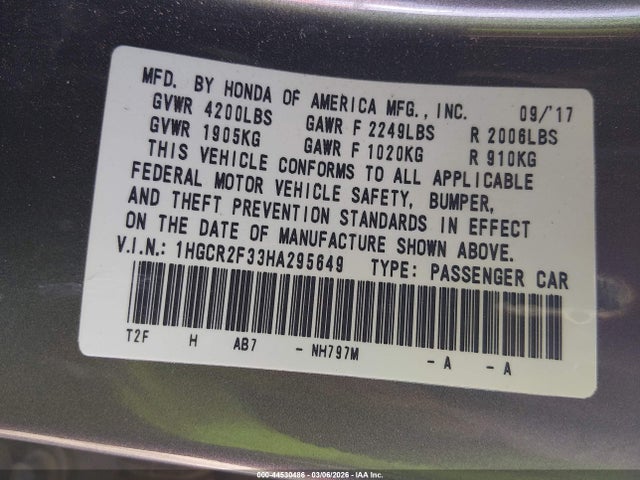 MFD. BY HONDA OF AMERICA MFG., INC. 09/'17
GVWR 4200LBS GAWR F 2249LBS R 2006LBS
GVWR 1905KG GAWR F 1020KG R 910KG
THIS VEHICLE CONFORMS TO ALL APPLICABLE
FEDERAL MOTOR VEHICLE SAFETY, BUMPER,
AND THEFT PREVENTION STANDARDS IN EFFECT
ON THE DATE OF MANUFACTURE SHOWN ABOVE.
V.I.N.: 1HGCR2F33HA295649 TYPE: PASSENGER CAR
T2F H AB7 - NH797M - A - A
000-44530486 - 03/06/2026 - IAA Inc.